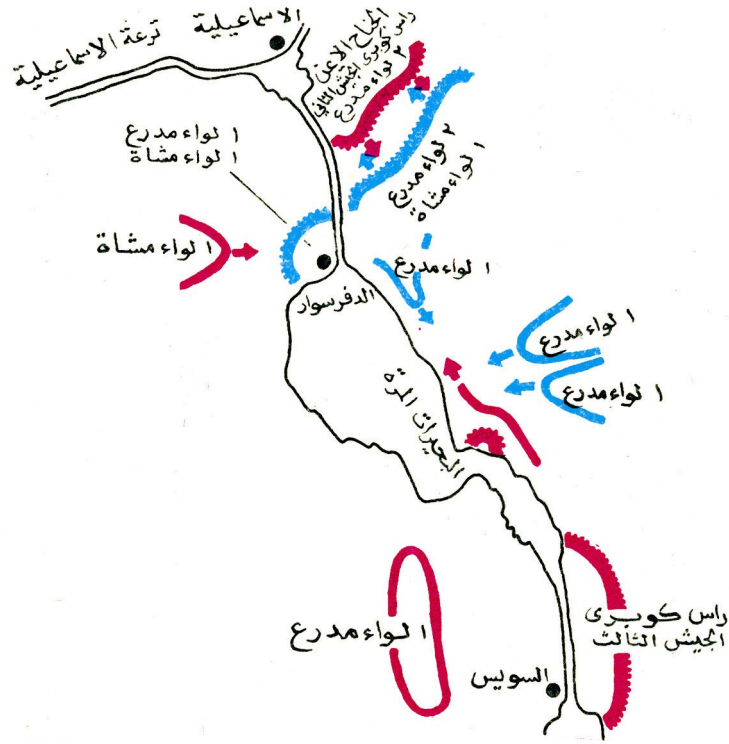 الاسماعيلية
ترعة الاسماعيلية
الجناح الايمن
راس كوبرى الجيش الثانى
٢ لواء مدرع
٢ لواء مدرع
١ لواء مشاة
١ لواء مدرع
١ لواء مشاة
١ لواء مشاة
الدفرسوار
١ لواء مدرع
١ لواء مدرع
١ لواء مدرع
البحيرات المرة
١ لواء مدرع
السويس
راس كوبرى
الجيش الثالث